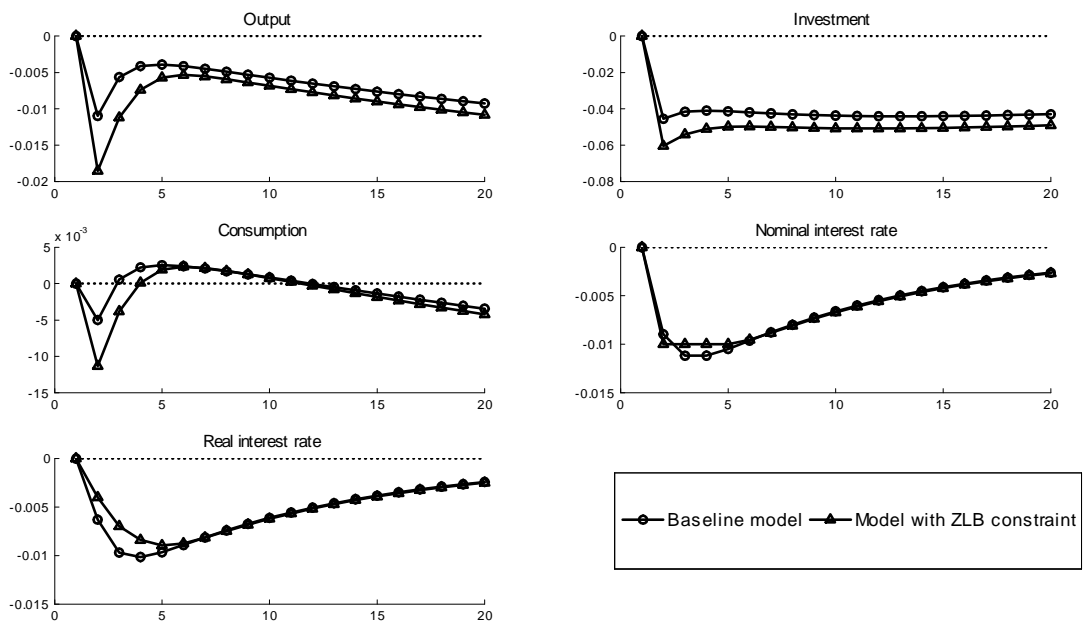 Output
0
-0.005
-0.01
-0.015
-0.02
0 5 10 15 20
Investment
0
-0.02
-0.04
-0.06
-0.08
0 5 10 15 20
Consumption
x 10⁻³
5
0
-5
-10
-15
0 5 10 15 20
Nominal interest rate
0
-0.005
-0.01
-0.015
0 5 10 15 20
Real interest rate
0
-0.005
-0.01
-0.015
0 5 10 15 20
Baseline model Model with ZLB constraint